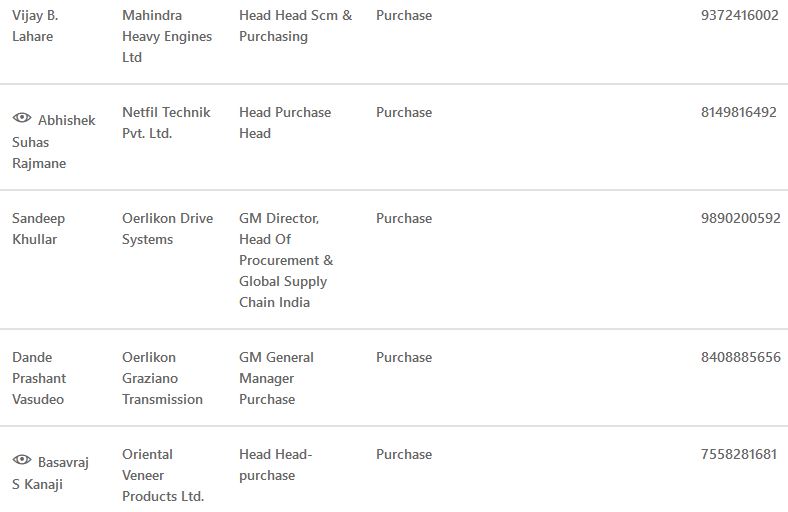 Vijay B. Lahare Mahindra Heavy Engines Ltd Head Head Scm & Purchasing Purchase 9372416002
Abhishek Suhas Rajmane Netfil Technik Pvt. Ltd. Head Purchase Head Purchase 8149816492
Sandeep Khullar Oerlikon Drive Systems GM Director, Head Of Procurement & Global Supply Chain India Purchase 9890200592
Dande Prashant Vasudeo Oerlikon Graziano Transmission GM General Manager Purchase Purchase 8408885656
Basavraj S Kanaji Oriental Veneer Products Ltd. Head Head-purchase Purchase 7558281681